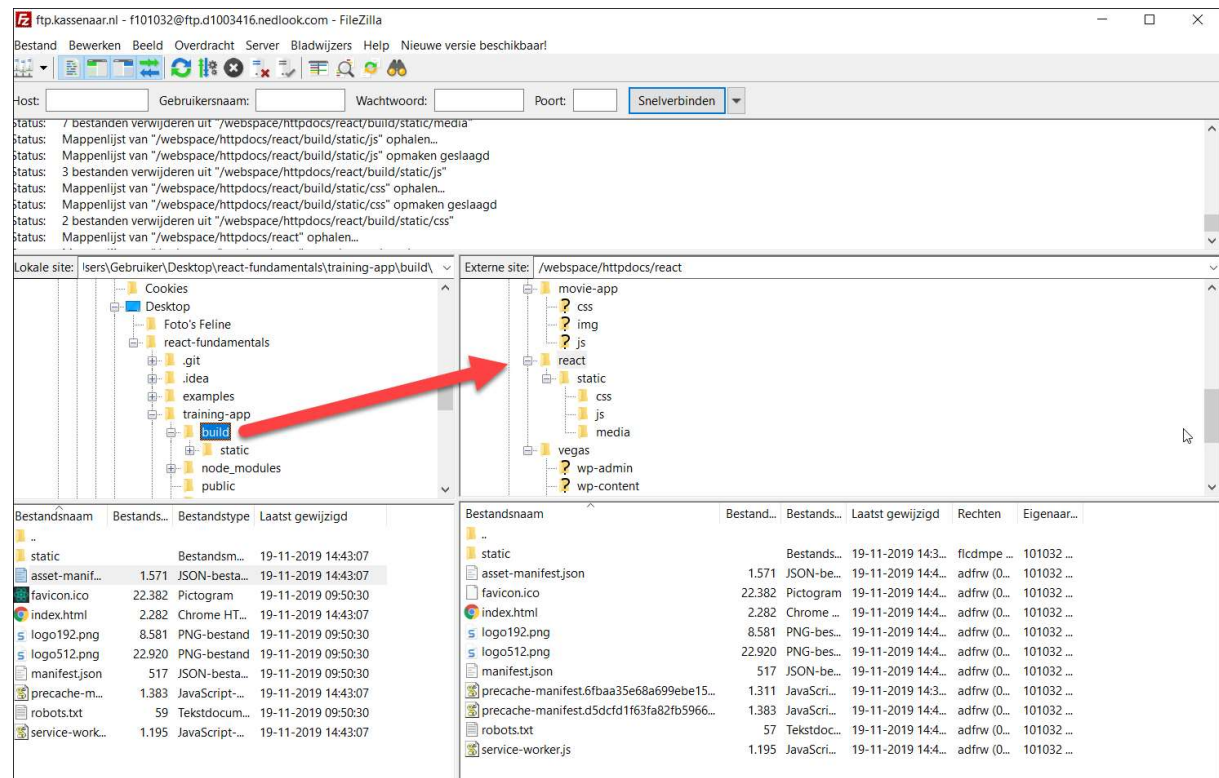 ftp.kassenaar.nl - f101032@ftp.d1003416.nedlook.com - FileZilla
Bestand Bewerken Beeld Overdracht Server Bladwijzers Help Nieuwe versie beschikbaar!
Host: Gebruikersnaam: Wachtwoord: Poort: Snelverbinden
Status: 7 bestanden verwijderen uit "/webspace/httpdocs/react/build/static/media"
Status: Mappenlijst van "/webspace/httpdocs/react/build/static/js" ophalen...
Status: Mappenlijst van "/webspace/httpdocs/react/build/static/js" opmaken geslaagd
Status: 3 bestanden verwijderen uit "/webspace/httpdocs/react/build/static/js"
Status: Mappenlijst van "/webspace/httpdocs/react/build/static/css" ophalen...
Status: Mappenlijst van "/webspace/httpdocs/react/build/static/css" opmaken geslaagd
Status: 2 bestanden verwijderen uit "/webspace/httpdocs/react/build/static/css"
Status: Mappenlijst van "/webspace/httpdocs/react" ophalen...
Lokale site: Isers\Gebruiker\Desktop\react-fundamentals\training-app\build\
Cookies
Desktop
Foto's Feline
react-fundamentals
.git
.idea
examples
training-app
build
static
node_modules
public
Externe site: /webspace/httpdocs/react
movie-app
css
img
js
react
static
css
js
media
vegas
wp-admin
wp-content
Bestandsnaam Bestands... Bestandstype Laatst gewijzigd
..
static Bestandsm... 19-11-2019 14:43:07
asset-manif... 1.571 JSON-besta... 19-11-2019 14:43:07
favicon.ico 22.382 Pictogram 19-11-2019 09:50:30
index.html 2.282 Chrome HT... 19-11-2019 14:43:07
logo192.png 8.581 PNG-bestand 19-11-2019 09:50:30
logo512.png 22.920 PNG-bestand 19-11-2019 09:50:30
manifest.json 517 JSON-besta... 19-11-2019 09:50:30
precache-m... 1.383 JavaScript-... 19-11-2019 14:43:07
robots.txt 59 Tekstdocum... 19-11-2019 09:50:30
service-work... 1.195 JavaScript-... 19-11-2019 14:43:07
Bestandsnaam Bestand... Bestands... Laatst gewijzigd Rechten Eigenaar...
..
static Bestands... 19-11-2019 14:3... flcdmpe ... 101032 ...
asset-manifest.json 1.571 JSON-be... 19-11-2019 14:4... adfrw (0... 101032 ...
favicon.ico 22.382 Pictogram 19-11-2019 14:4... adfrw (0... 101032 ...
index.html 2.282 Chrome ... 19-11-2019 14:4... adfrw (0... 101032 ...
logo192.png 8.581 PNG-bes... 19-11-2019 14:4... adfrw (0... 101032 ...
logo512.png 22.920 PNG-bes... 19-11-2019 14:4... adfrw (0... 101032 ...
manifest.json 517 JSON-be... 19-11-2019 14:4... adfrw (0... 101032 ...
precache-manifest.6fbaa35e68a699ebe15... 1.311 JavaScri... 19-11-2019 14:3... adfrw (0... 101032 ...
precache-manifest.d5dcfd1f63fa82fb5966... 1.383 JavaScri... 19-11-2019 14:4... adfrw (0... 101032 ...
robots.txt 57 Tekstdoc... 19-11-2019 14:4... adfrw (0... 101032 ...
service-worker.js 1.195 JavaScri... 19-11-2019 14:4... adfrw (0... 101032 ...